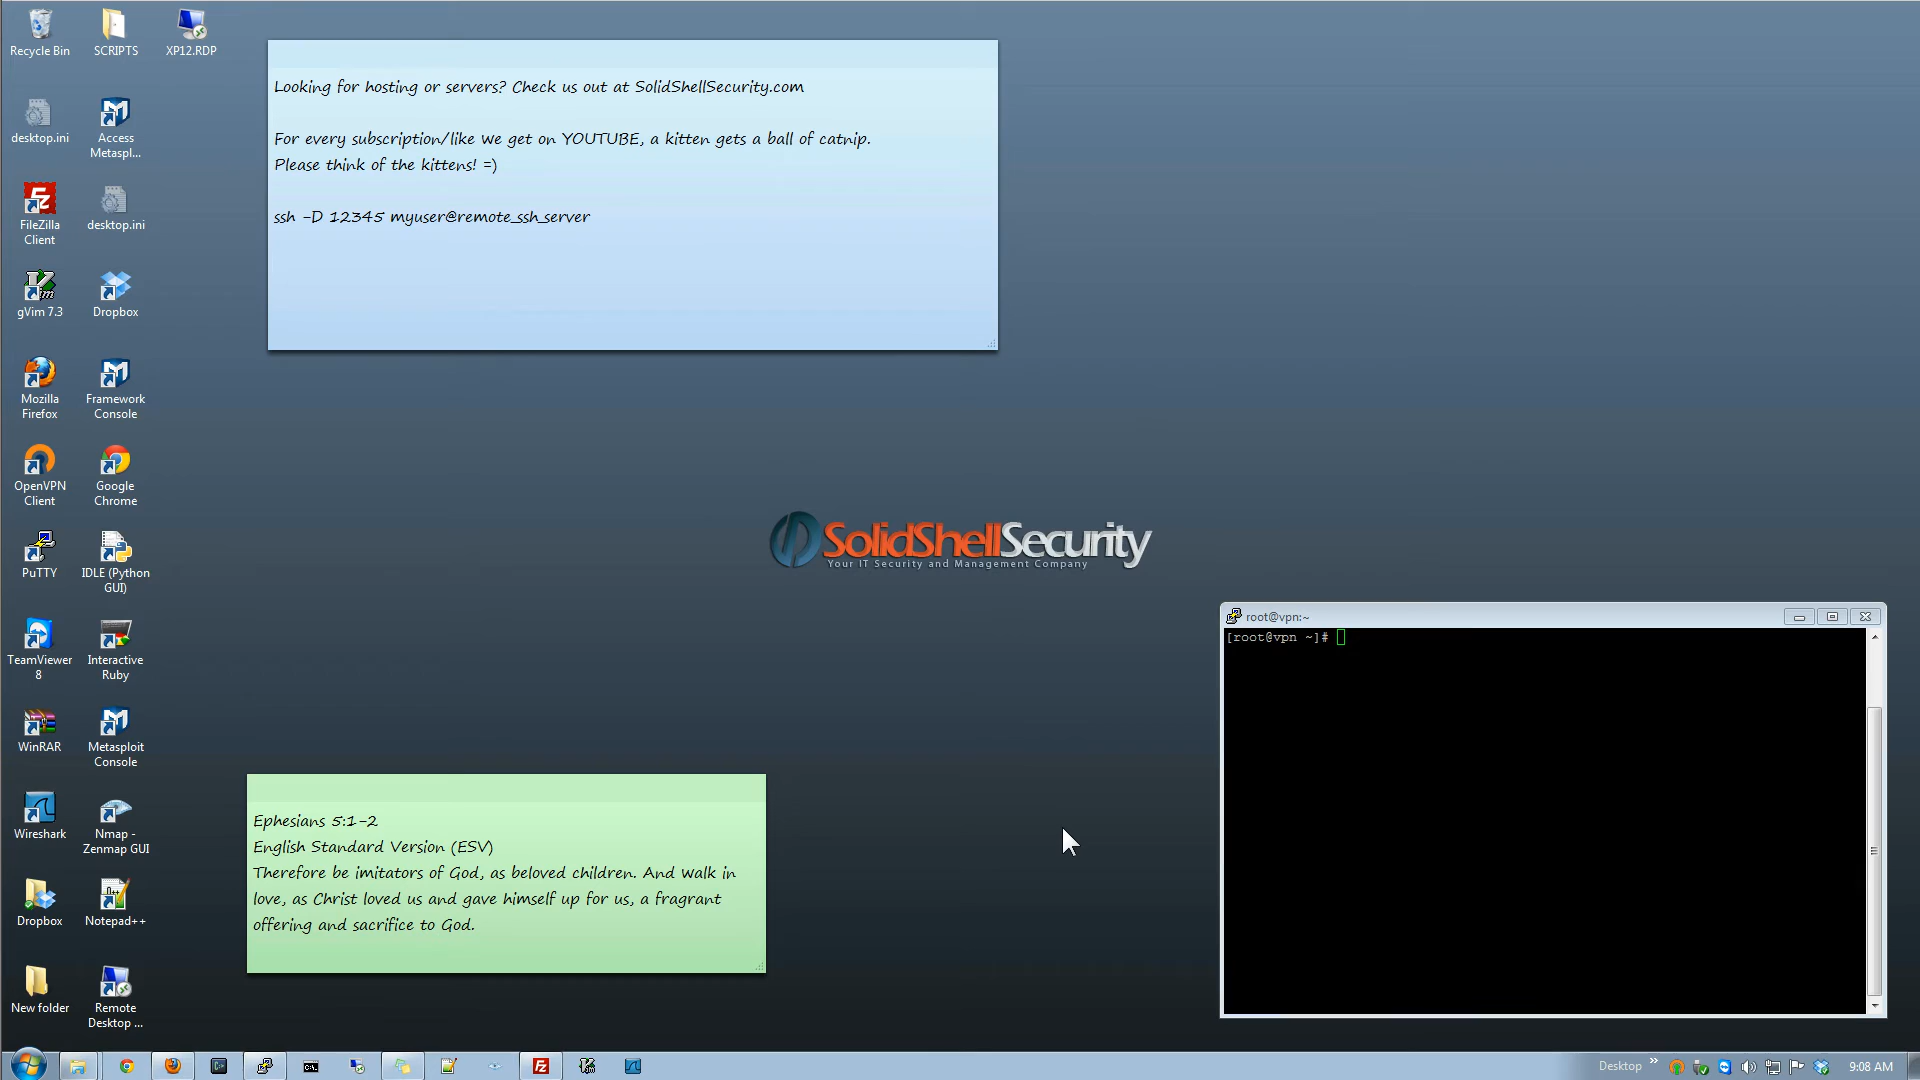 Recycle Bin
SCRIPTS
XP12.RDP
desktop.ini
Access
Metaspl...
FileZilla
Client
desktop.ini
gVim 7.3
Dropbox
Mozilla
Firefox
Framework
Console
OpenVPN
Client
Google
Chrome
PuTTY
IDLE (Python
GUI)
TeamViewer
8
Interactive
Ruby
WinRAR
Metasploit
Console
Wireshark
Nmap -
Zenmap GUI
Dropbox
Notepad++
New folder
Remote
Desktop ...
Looking for hosting or servers? Check us out at SolidShellSecurity.com
For every subscription/like we get on YOUTUBE, a kitten gets a ball of catnip.
Please think of the kittens! =)
ssh -D 12345 myuser@remote_ssh_server
SolidShellSecurity
Your IT Security and Management Company
root@vpn:~
[root@vpn ~]#
Ephesians 5:1-2
English Standard Version (ESV)
Therefore be imitators of God, as beloved children. And walk in
love, as Christ loved us and gave himself up for us, a fragrant
offering and sacrifice to God.
Desktop
9:08 AM